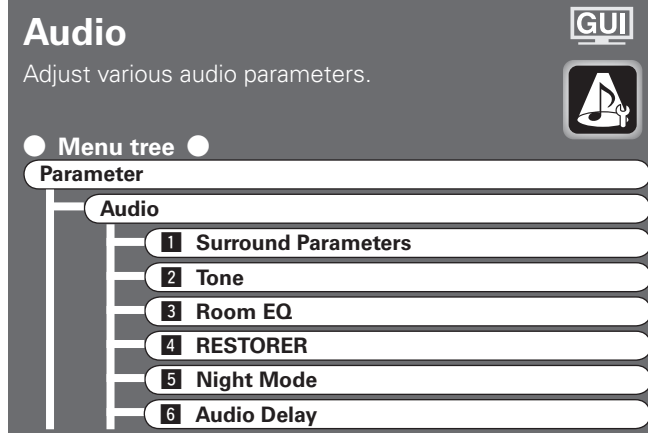 Audio
GUI
Adjust various audio parameters.
● Menu tree ●
Parameter
Audio
1 Surround Parameters
2 Tone
3 Room EQ
4 RESTORER
5 Night Mode
6 Audio Delay